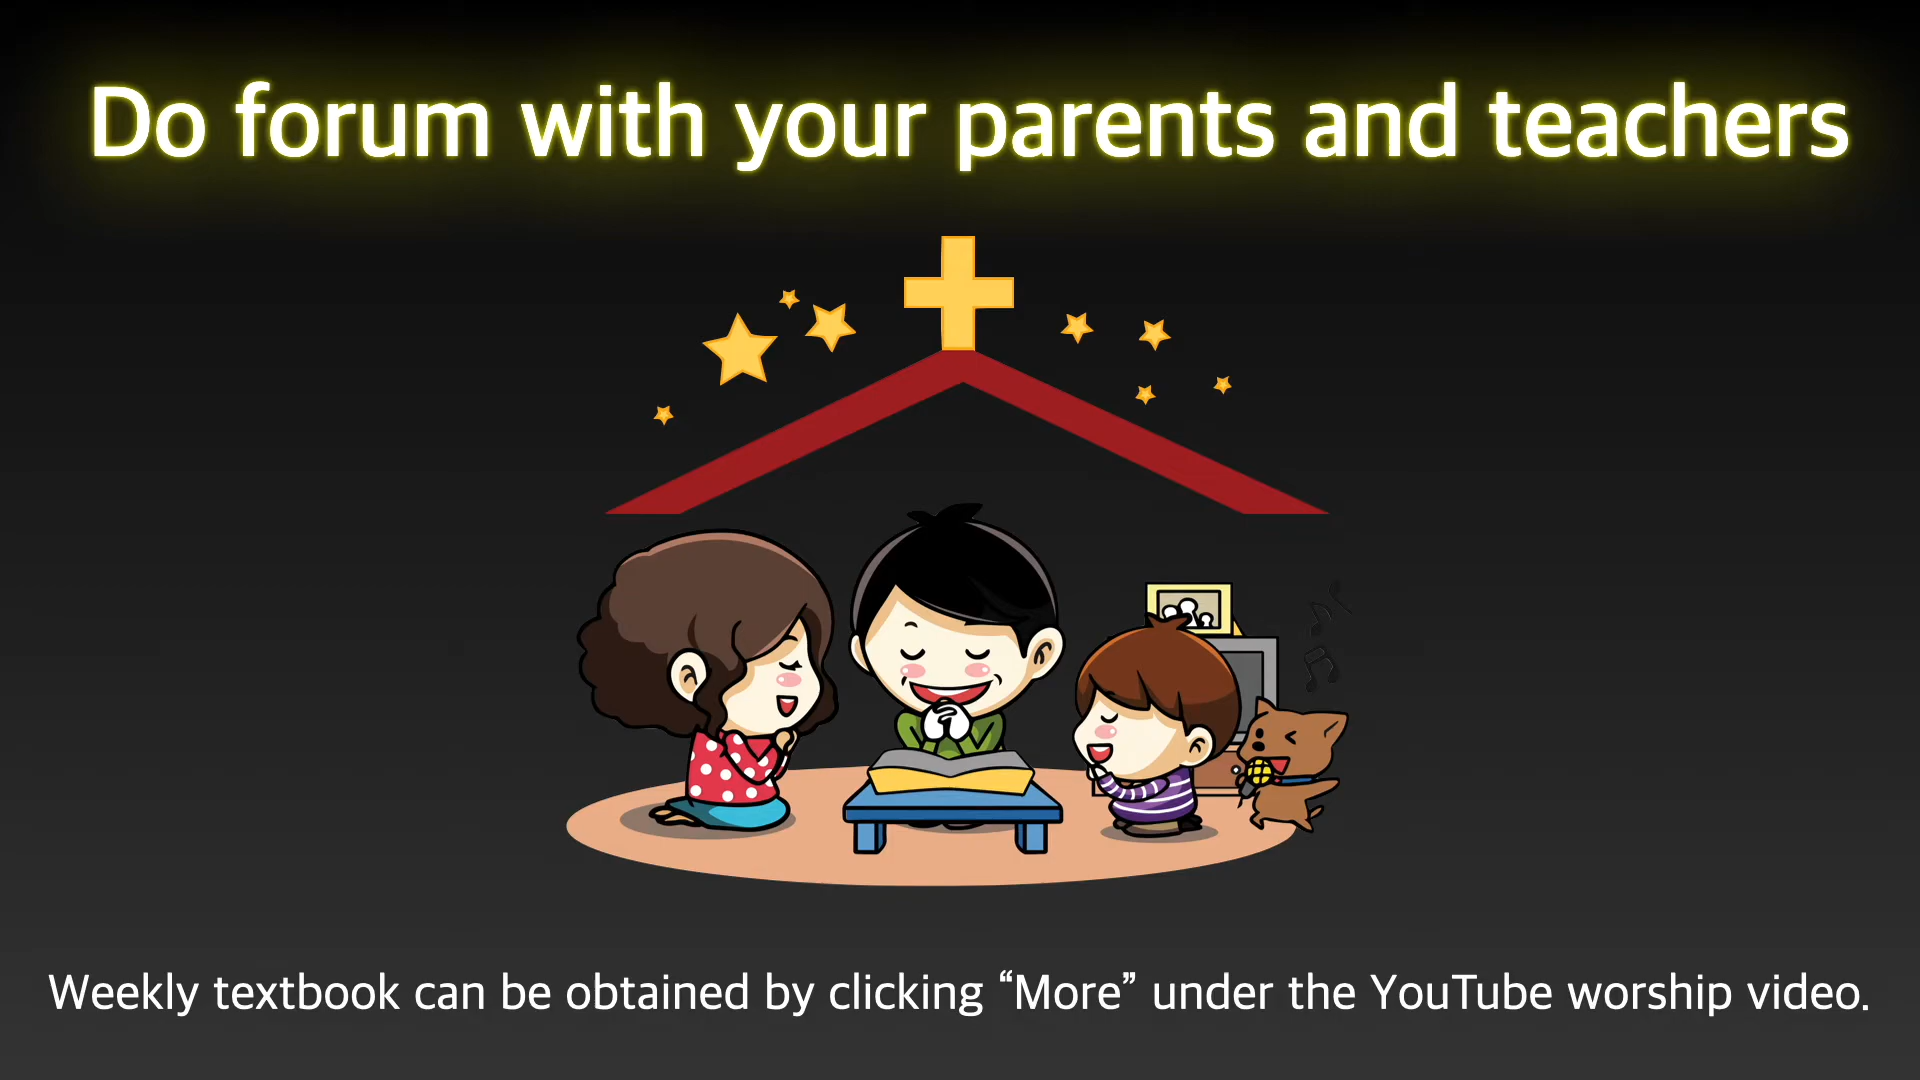 Do forum with your parents and teachers
Weekly textbook can be obtained by clicking “More” under the YouTube worship video.